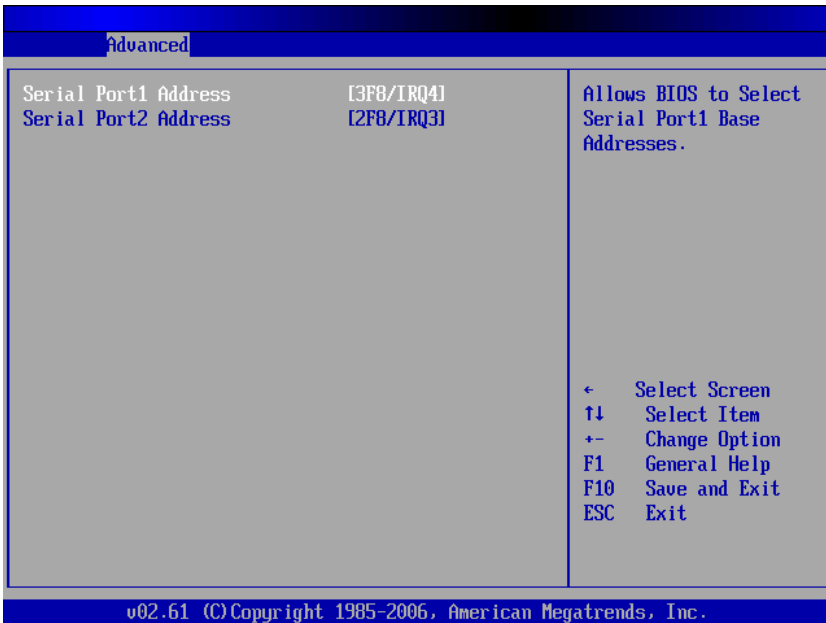 Advanced
Serial Port1 Address [3F8/IRQ4]
Serial Port2 Address [2F8/IRQ3]
Allows BIOS to Select
Serial Port1 Base
Addresses.
← Select Screen
↑↓ Select Item
+- Change Option
F1 General Help
F10 Save and Exit
ESC Exit
v02.61 (C)Copyright 1985-2006, American Megatrends, Inc.